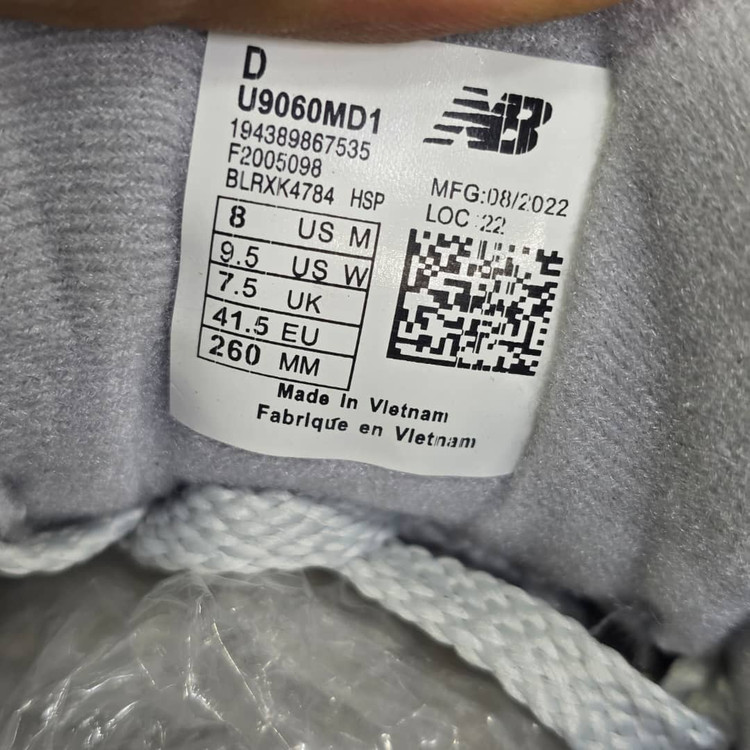 D
U9060MD1
194389867535
F2005098
BLRXK4784 HSP
NB
MFG:08/2022
LOC :22
8 US M
9.5 US W
7.5 UK
41.5 EU
260 MM
Made in Vietnam
Fabrique en Vietnam